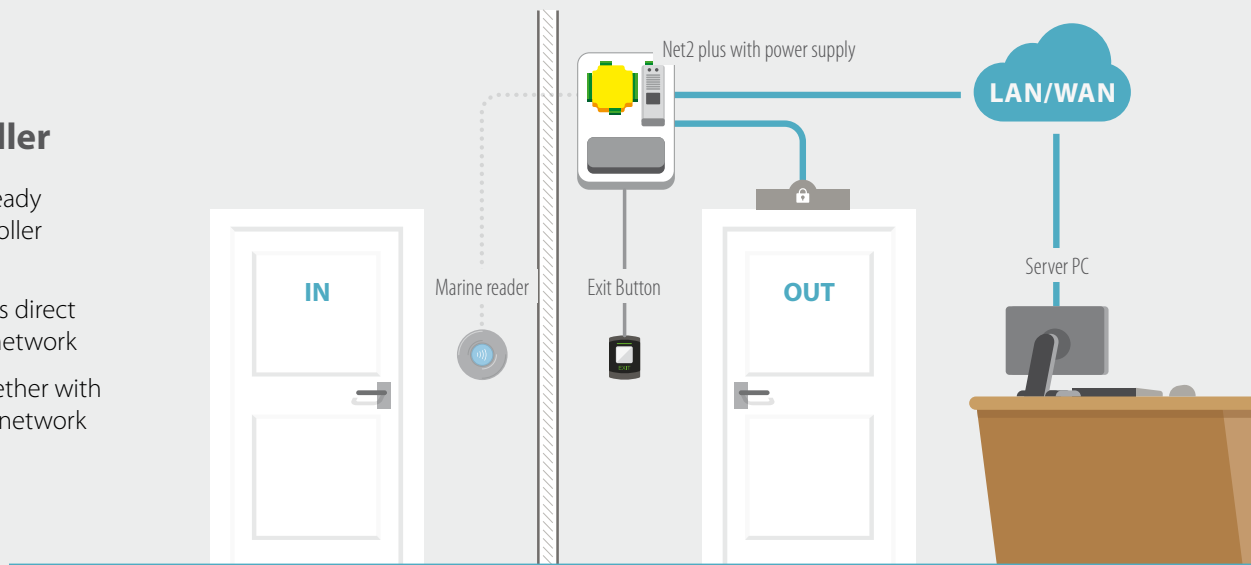 ller
eady
oller
s direct
network
ether with
network
Net2 plus with power supply
LAN/WAN
IN
Marine reader
Exit Button
OUT
Server PC
EXIT